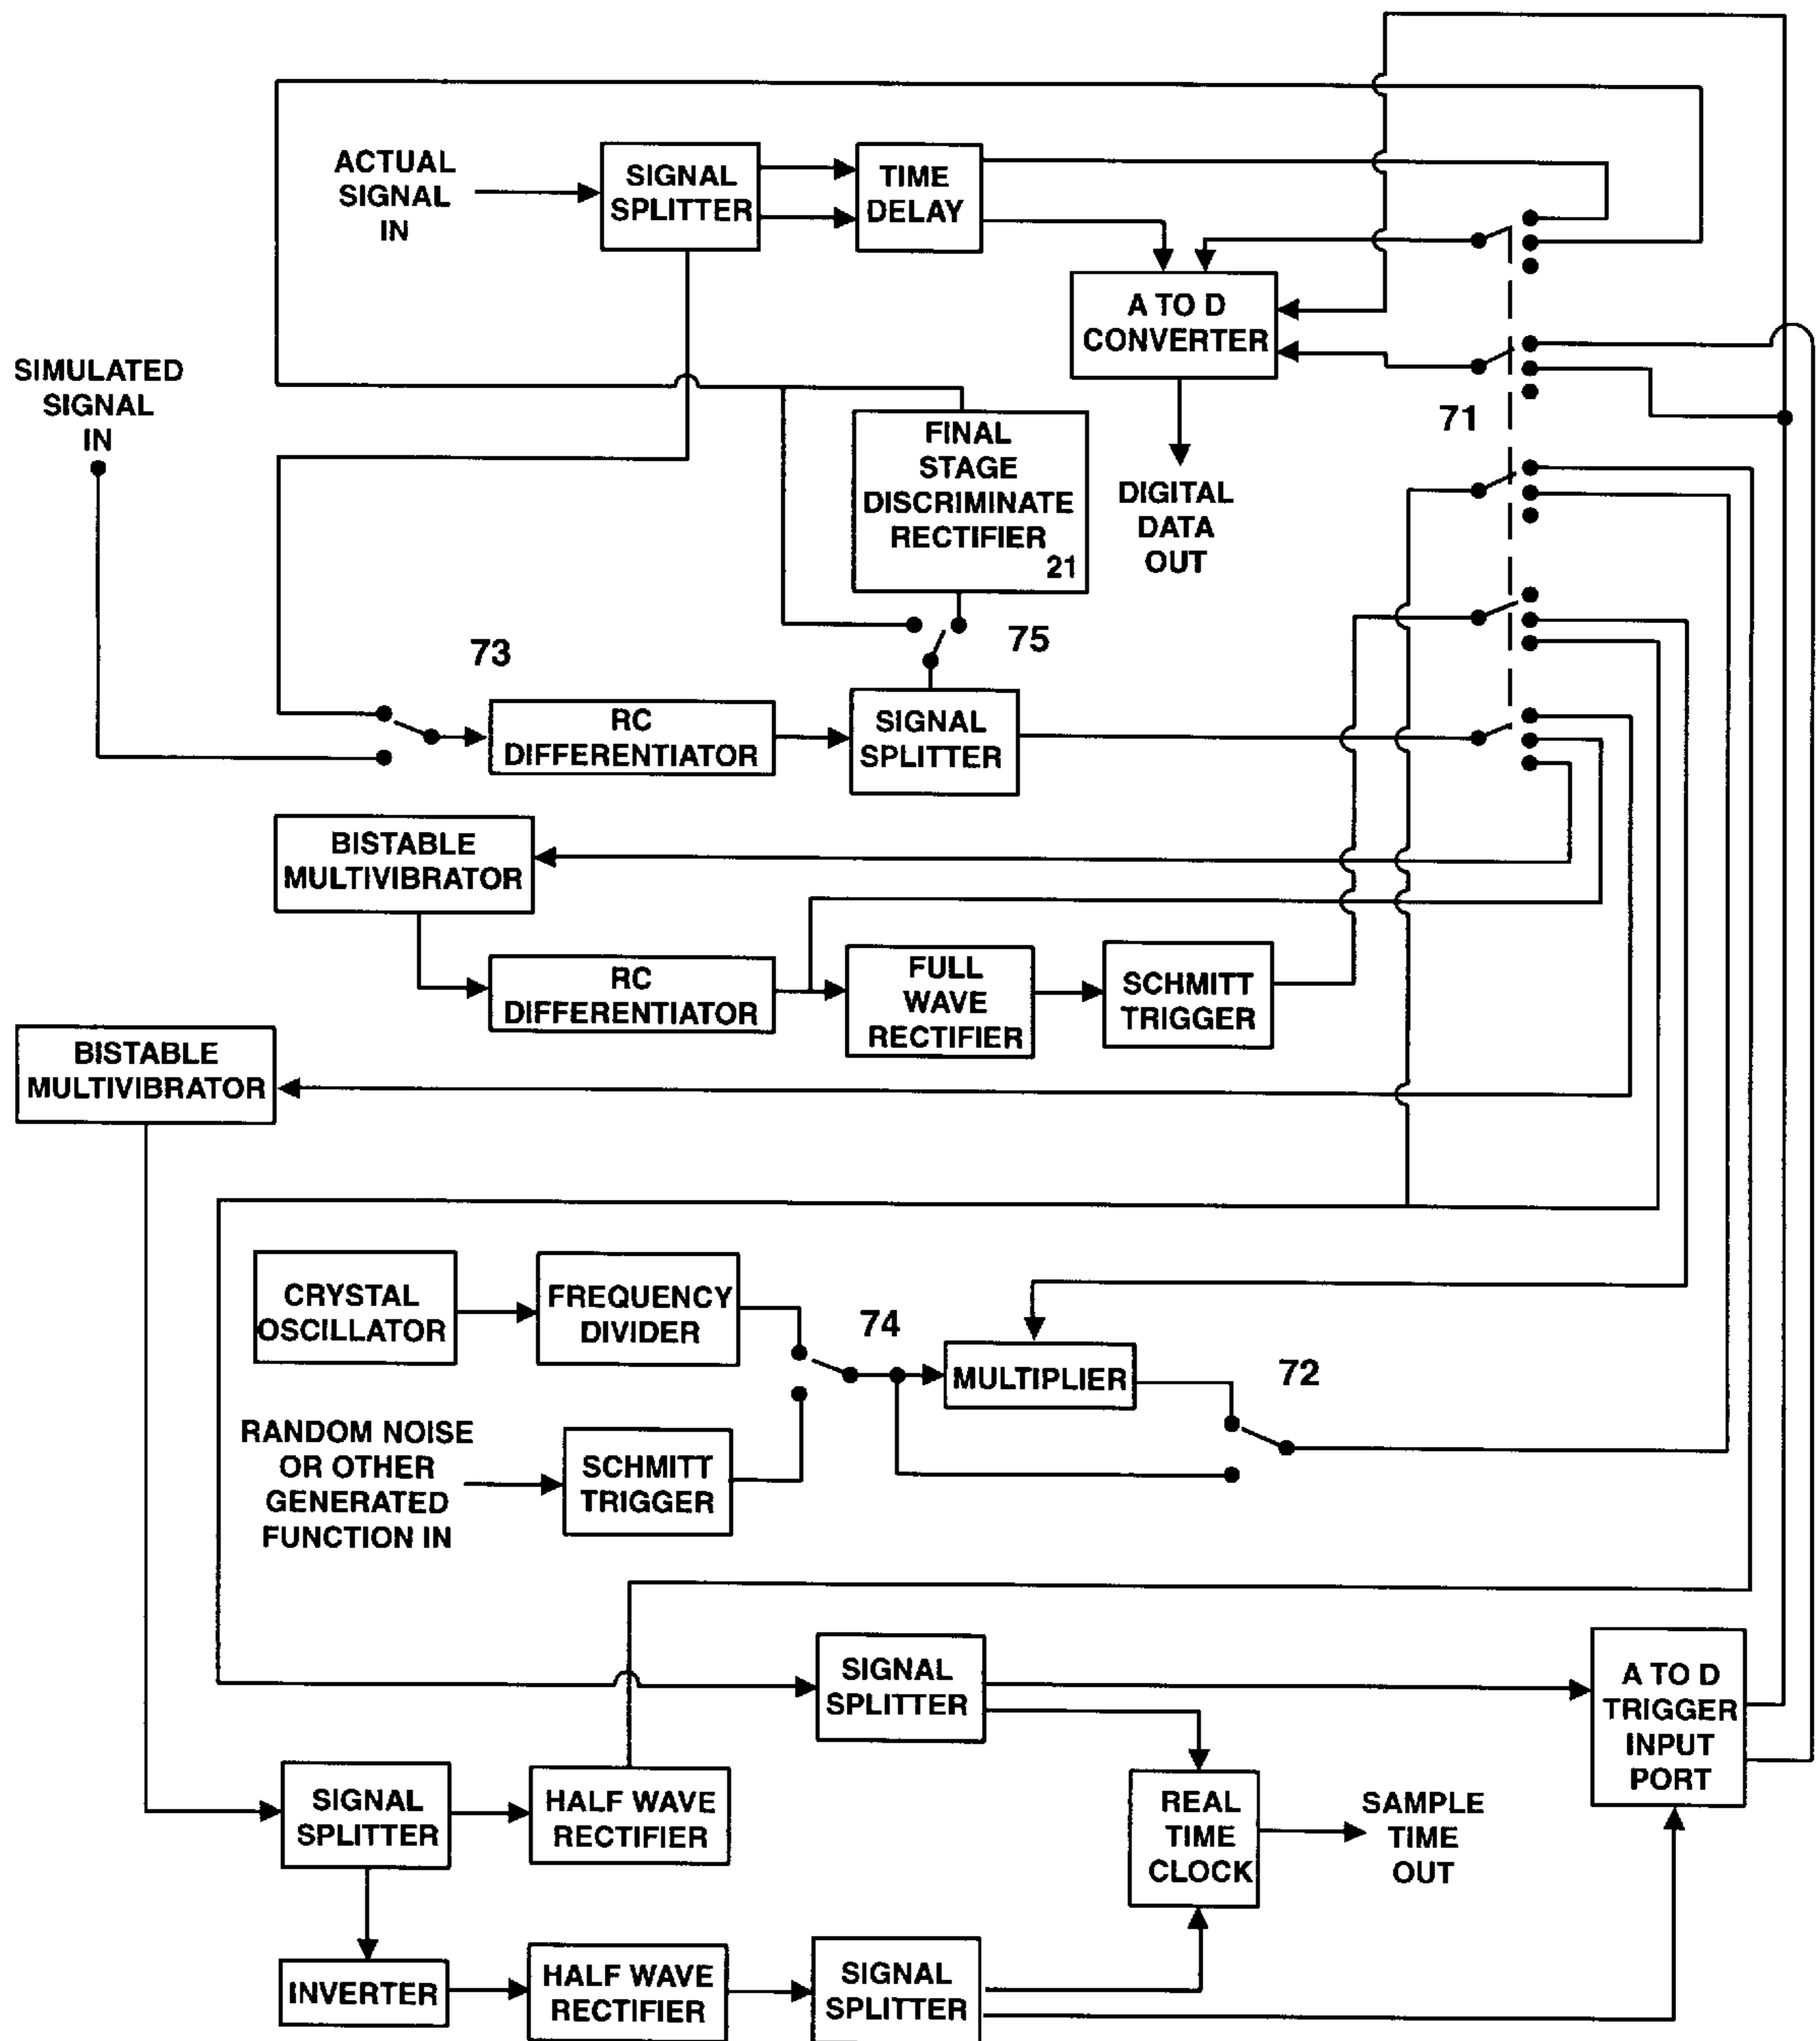 ACTUAL
SIGNAL
IN
SIGNAL
SPLITTER
TIME
DELAY
A TO D
CONVERTER
SIMULATED
SIGNAL
IN
71
FINAL
STAGE
DISCRIMINATE
RECTIFIER
21
DIGITAL
DATA
OUT
73
75
RC
DIFFERENTIATOR
SIGNAL
SPLITTER
BISTABLE
MULTIVIBRATOR
RC
DIFFERENTIATOR
FULL
WAVE
RECTIFIER
SCHMITT
TRIGGER
BISTABLE
MULTIVIBRATOR
CRYSTAL
OSCILLATOR
FREQUENCY
DIVIDER
74
MULTIPLIER
72
RANDOM NOISE
OR OTHER
GENERATED
FUNCTION IN
SCHMITT
TRIGGER
SIGNAL
SPLITTER
A TO D
TRIGGER
INPUT
PORT
SIGNAL
SPLITTER
HALF WAVE
RECTIFIER
REAL
TIME
CLOCK
SAMPLE
TIME
OUT
INVERTER
HALF WAVE
RECTIFIER
SIGNAL
SPLITTER